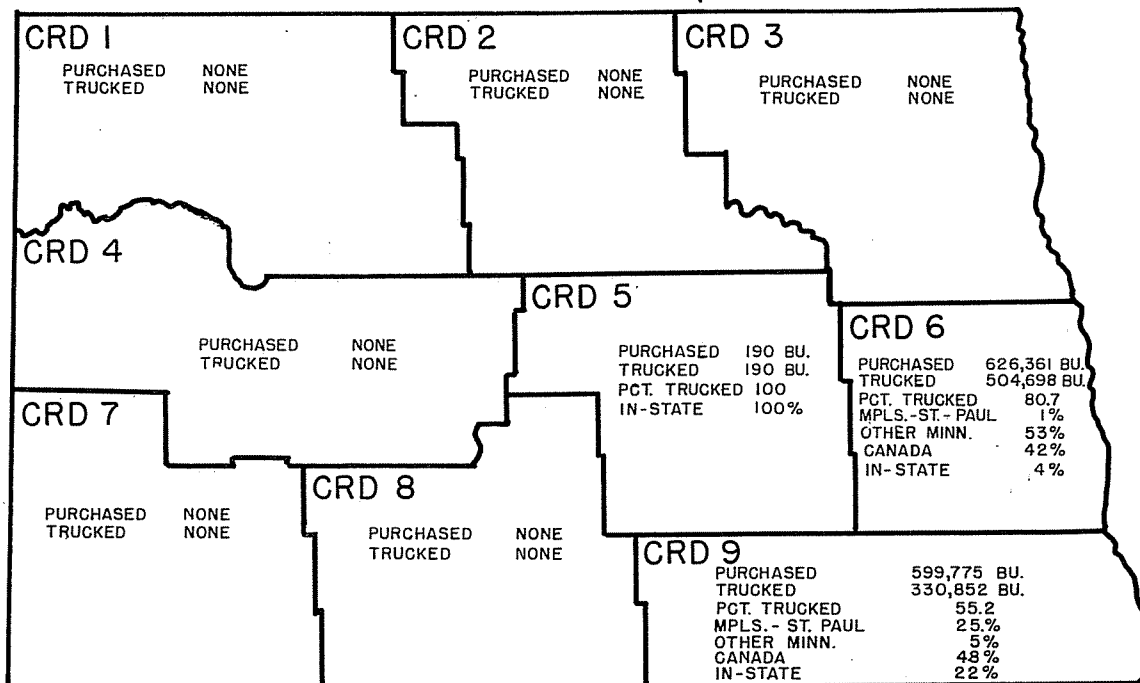 CRD 1
PURCHASED NONE
TRUCKED NONE
CRD 2
PURCHASED NONE
TRUCKED NONE
CRD 3
PURCHASED NONE
TRUCKED NONE
CRD 4
PURCHASED NONE
TRUCKED NONE
CRD 5
PURCHASED 190 BU.
TRUCKED 190 BU.
PCT. TRUCKED 100
IN-STATE 100%
CRD 6
PURCHASED 626,361 BU.
TRUCKED 504,698 BU.
PCT. TRUCKED 80.7
MPLS.-ST.-PAUL 1%
OTHER MINN. 53%
CANADA 42%
IN-STATE 4%
CRD 7
PURCHASED NONE
TRUCKED NONE
CRD 8
PURCHASED NONE
TRUCKED NONE
CRD 9
PURCHASED 599,775 BU.
TRUCKED 330,852 BU.
PCT. TRUCKED 55.2
MPLS.- ST. PAUL 25.%
OTHER MINN. 5%
CANADA 48%
IN-STATE 22%